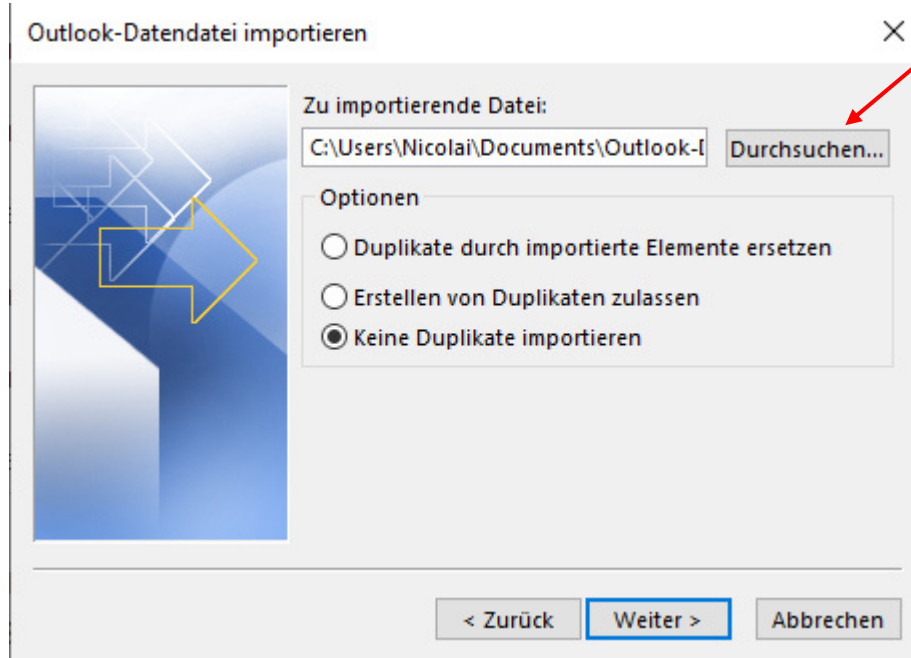 Outlook-Datendatei importieren
Zu importierende Datei:
C:\Users\Nicolai\Documents\Outlook-D
Durchsuchen...
Optionen
Duplikate durch importierte Elemente ersetzen
Erstellen von Duplikaten zulassen
Keine Duplikate importieren
< Zurück
Weiter >
Abbrechen